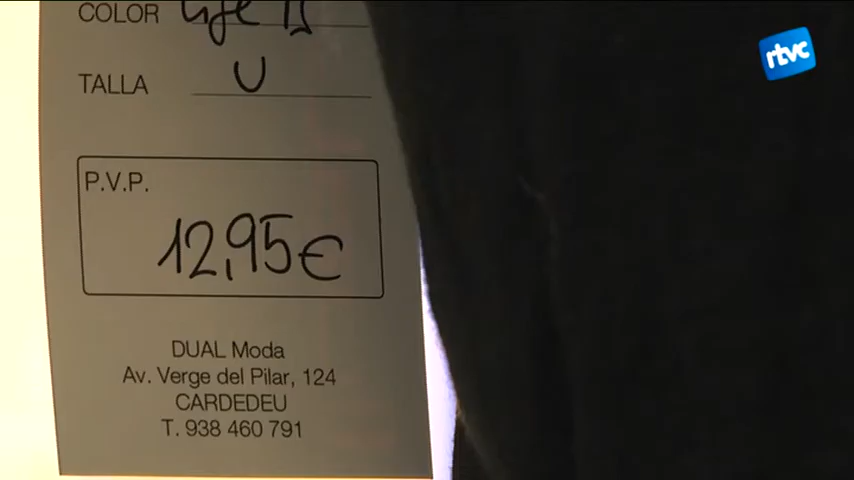 COLOR
rtvc
TALLA U
P.V.P.
12,95€
DUAL Moda
Av. Verge del Pilar, 124
CARDEDEU
T. 938 460 791